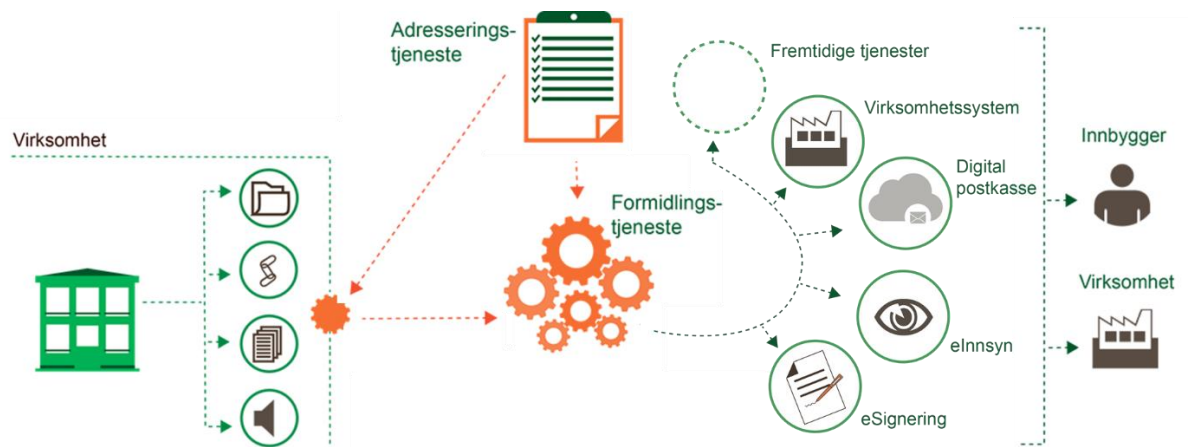 Adresserings-
tjeneste
Fremtidige tjenester
Virksomhetssystem
Virksomhet
Innbygger
Digital
postkasse
Formidlings-
tjeneste
Virksomhet
eInnsyn
eSignering